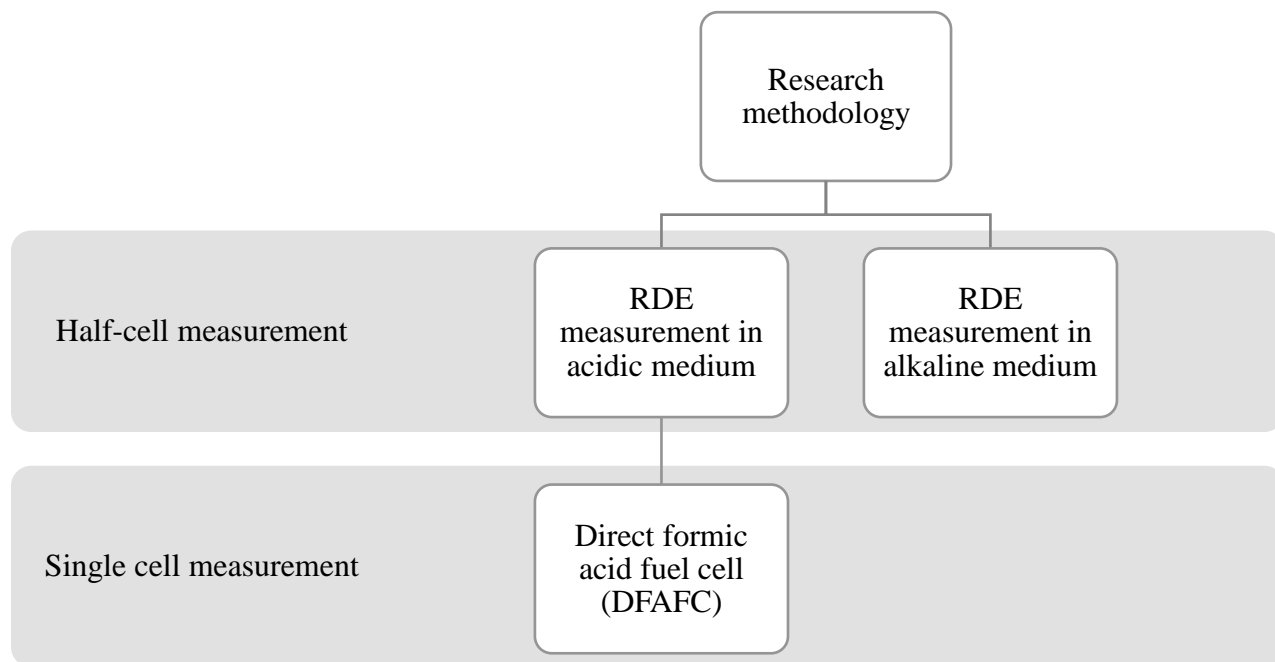 Research
methodology
Half-cell measurement
RDE
measurement in
acidic medium
RDE
measurement in
alkaline medium
Single cell measurement
Direct formic
acid fuel cell
(DFAFC)